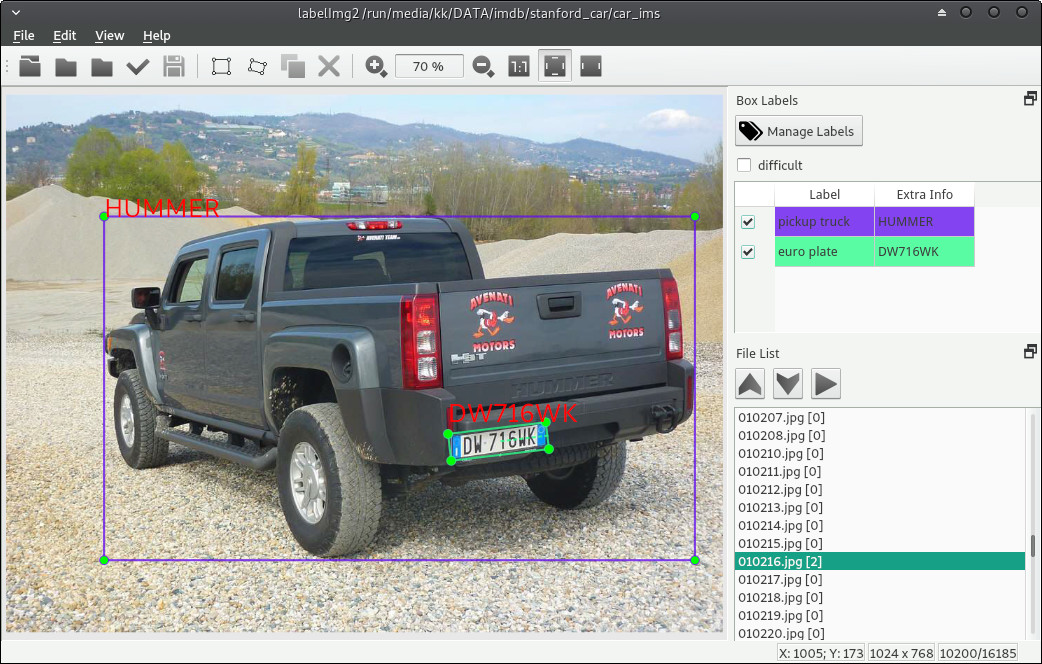 labelImg2 /run/media/kk/DATA/imdb/stanford_car/car_ims
File Edit View Help
70 %
1:1
HUMMER
AVENATI TEAM
AVENATI
MOTORS
AVENATI
MOTORS
HUMMER
DW716WK
DW 716WK
Box Labels
Manage Labels
difficult
Label Extra Info
pickup truck HUMMER
euro plate DW716WK
File List
010207.jpg [0]
010208.jpg [0]
010210.jpg [0]
010211.jpg [0]
010212.jpg [0]
010213.jpg [0]
010214.jpg [0]
010215.jpg [0]
010216.jpg [2]
010217.jpg [0]
010218.jpg [0]
010219.jpg [0]
010220.jpg [0]
X: 1005; Y: 173 1024 x 768 10200/16185